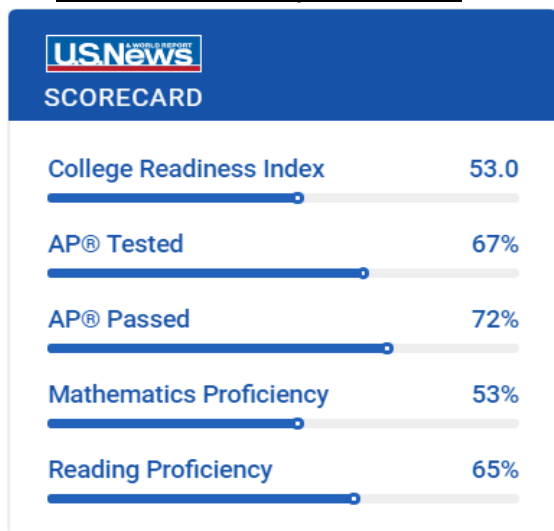 U.S.News
& WORLD REPORT
SCORECARD
College Readiness Index 53.0
AP® Tested 67%
AP® Passed 72%
Mathematics Proficiency 53%
Reading Proficiency 65%